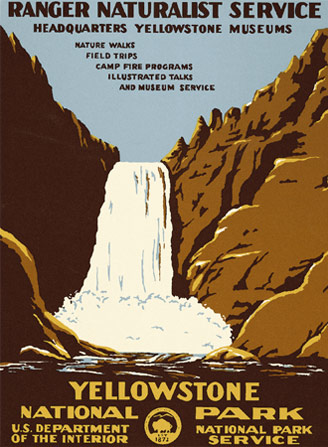 RANGER NATURALIST SERVICE
HEADQUARTERS YELLOWSTONE MUSEUMS
NATURE WALKS
FIELD TRIPS
CAMP FIRE PROGRAMS
ILLUSTRATED TALKS
AND MUSEUM SERVICE
YELLOWSTONE
NATIONAL PARK
U.S. DEPARTMENT OF THE INTERIOR
NATIONAL PARK SERVICE
1872